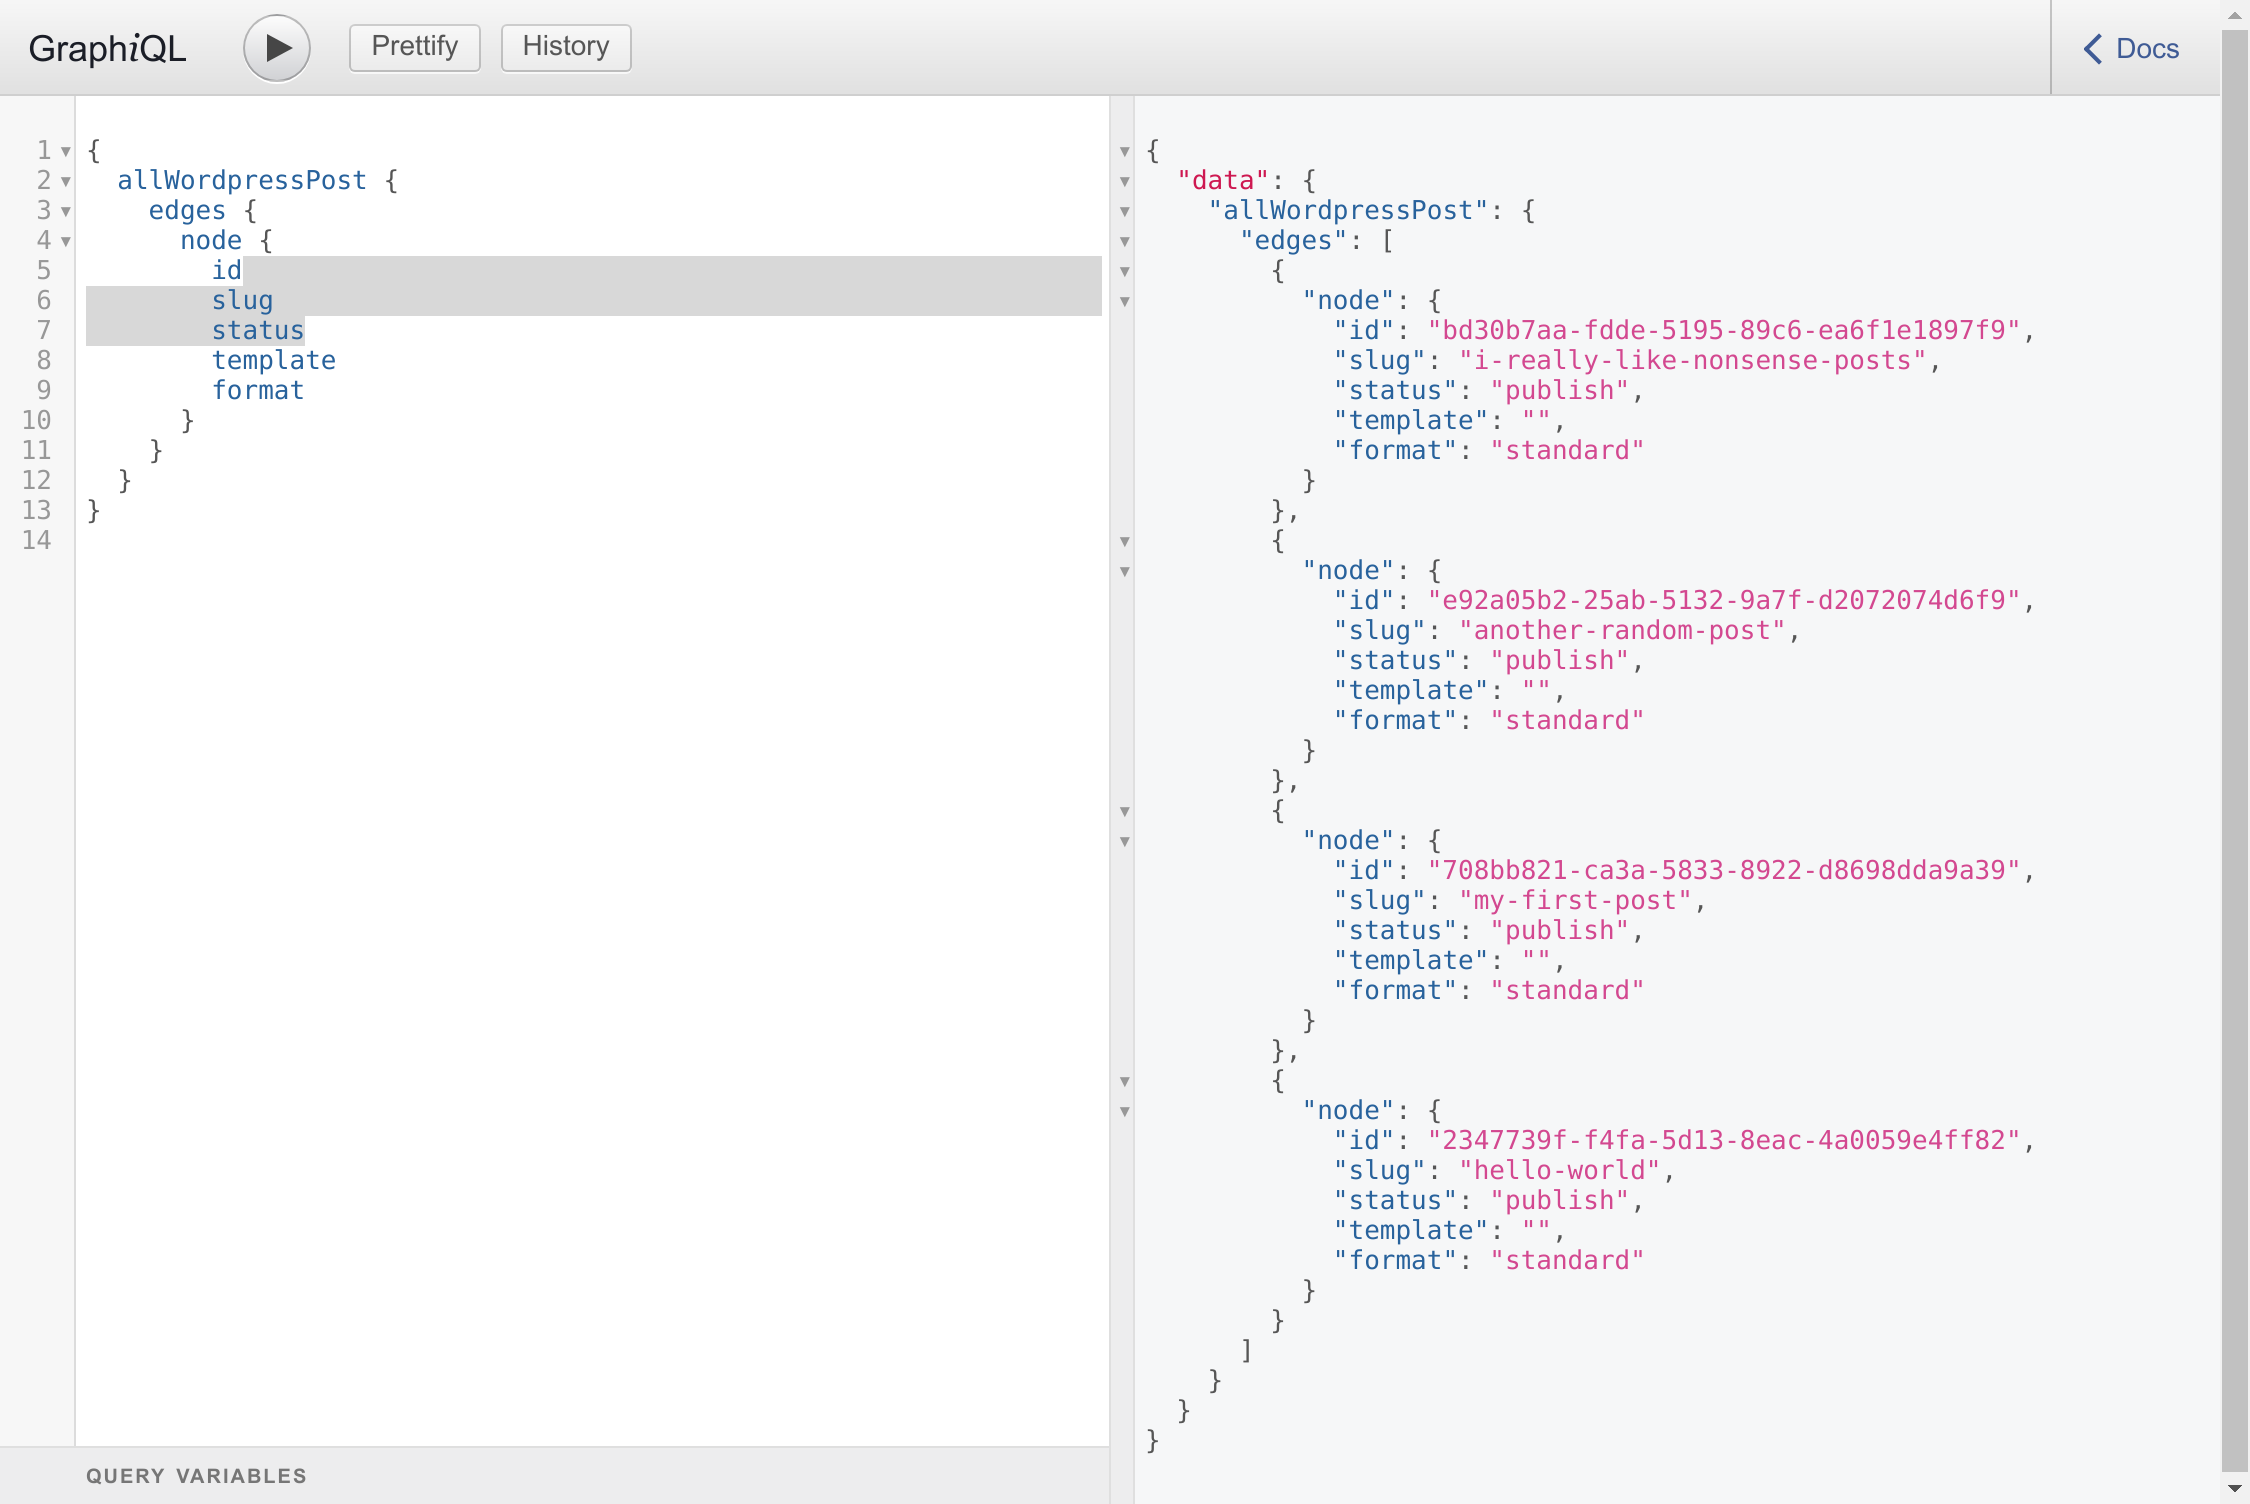 GraphiQL Prettify History Docs
1 {
2   allWordpressPost {
3     edges {
4       node {
5         id
6         slug
7         status
8         template
9         format
10       }
11     }
12   }
13 }
14
QUERY VARIABLES
{
  "data": {
    "allWordpressPost": {
      "edges": [
        {
          "node": {
            "id": "bd30b7aa-fdde-5195-89c6-ea6f1e1897f9",
            "slug": "i-really-like-nonsense-posts",
            "status": "publish",
            "template": "",
            "format": "standard"
          }
        },
        {
          "node": {
            "id": "e92a05b2-25ab-5132-9a7f-d2072074d6f9",
            "slug": "another-random-post",
            "status": "publish",
            "template": "",
            "format": "standard"
          }
        },
        {
          "node": {
            "id": "708bb821-ca3a-5833-8922-d8698dda9a39",
            "slug": "my-first-post",
            "status": "publish",
            "template": "",
            "format": "standard"
          }
        },
        {
          "node": {
            "id": "2347739f-f4fa-5d13-8eac-4a0059e4ff82",
            "slug": "hello-world",
            "status": "publish",
            "template": "",
            "format": "standard"
          }
        }
      ]
    }
  }
}